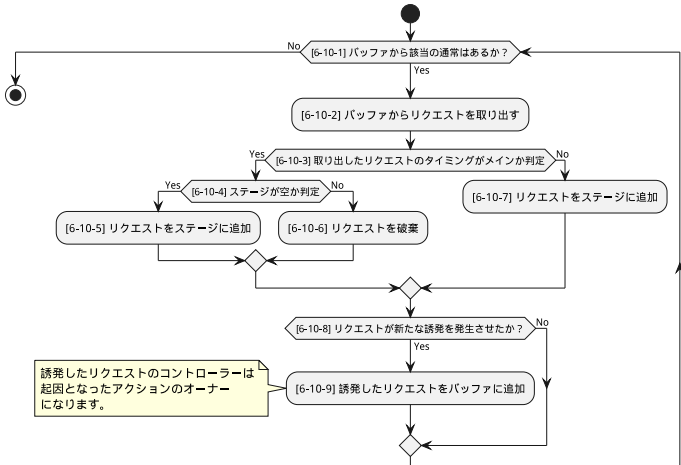 No
[6-10-1] バッファから該当の通常はあるか？
Yes
[6-10-2] バッファからリクエストを取り出す
Yes
[6-10-3] 取り出したリクエストのタイミングがメインか判定
No
Yes
[6-10-4] ステージが空か判定
No
[6-10-7] リクエストをステージに追加
[6-10-5] リクエストをステージに追加
[6-10-6] リクエストを破棄
[6-10-8] リクエストが新たな誘発を発生させたか？
No
Yes
誘発したリクエストのコントローラーは
起因となったアクションのオーナー
になります。
[6-10-9] 誘発したリクエストをバッファに追加